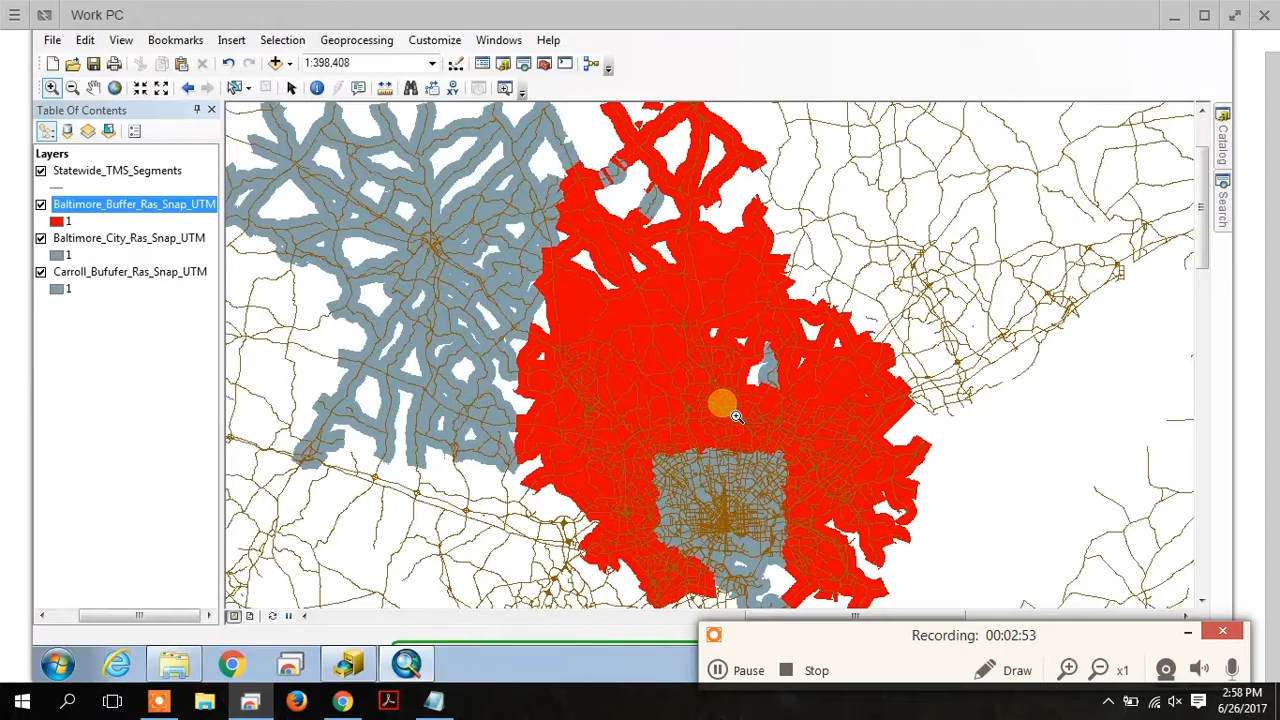 Work PC
File Edit View Bookmarks Insert Selection Geoprocessing Customize Windows Help
1:398,408
Table Of Contents
Layers
Statewide_TMS_Segments
Baltimore_Buffer_Ras_Snap_UTM
1
Baltimore_City_Ras_Snap_UTM
1
Carroll_Bufufer_Ras_Snap_UTM
1
Catalog
Search
Recording: 00:02:53
Pause Stop Draw x1
2:58 PM
6/26/2017